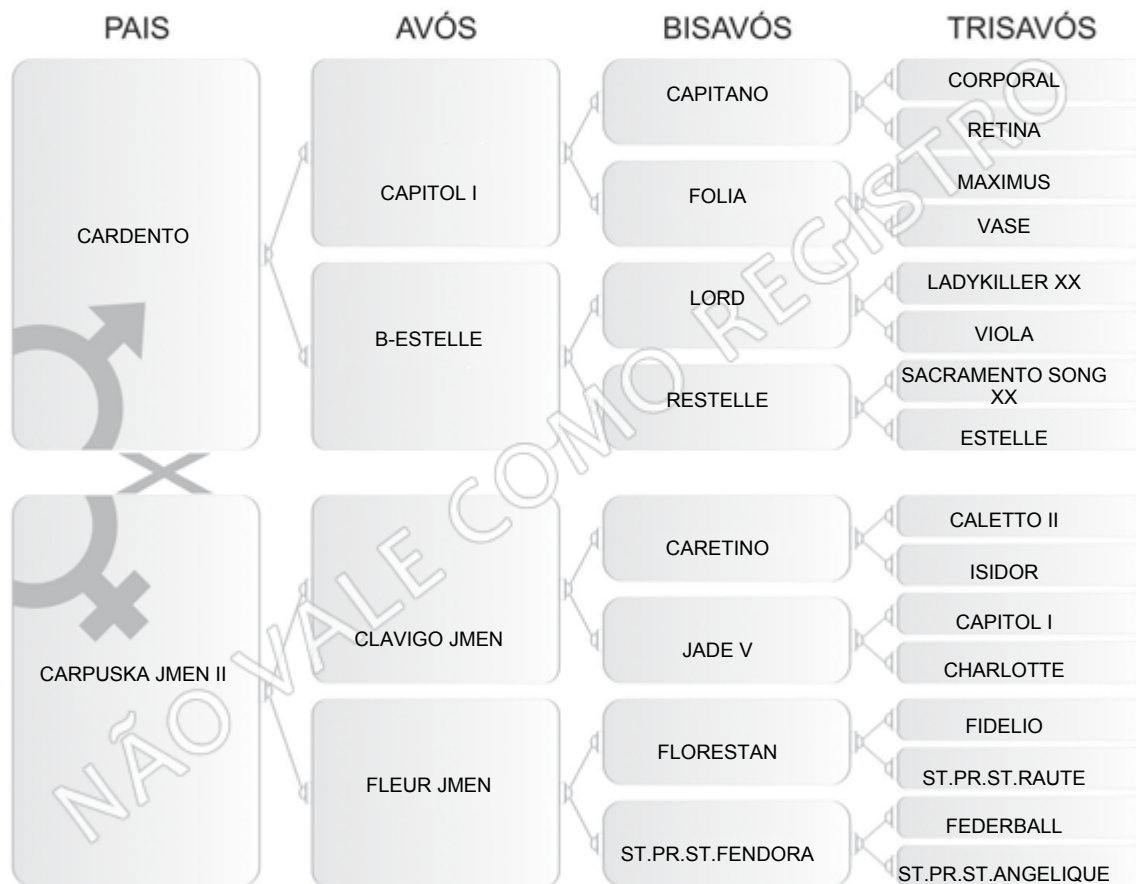 PAIS AVÓS BISAVÓS TRISAVÓS
CARDENTO
CAPITOL I
B-ESTELLE
CAPITANO
FOLIA
LORD
RESTELLE
CORPORAL
RETINA
MAXIMUS
VASE
LADYKILLER XX
VIOLA
SACRAMENTO SONG
XX
ESTELLE
CARPUSKA JMEN II
CLAVIGO JMEN
FLEUR JMEN
CARETINO
JADE V
FLORESTAN
ST.PR.ST.FENDORA
CALETTO II
ISIDOR
CAPITOL I
CHARLOTTE
FIDELIO
ST.PR.ST.RAUTE
FEDERBALL
ST.PR.ST.ANGELIQUE
NÃO VALE COMO REGISTRO